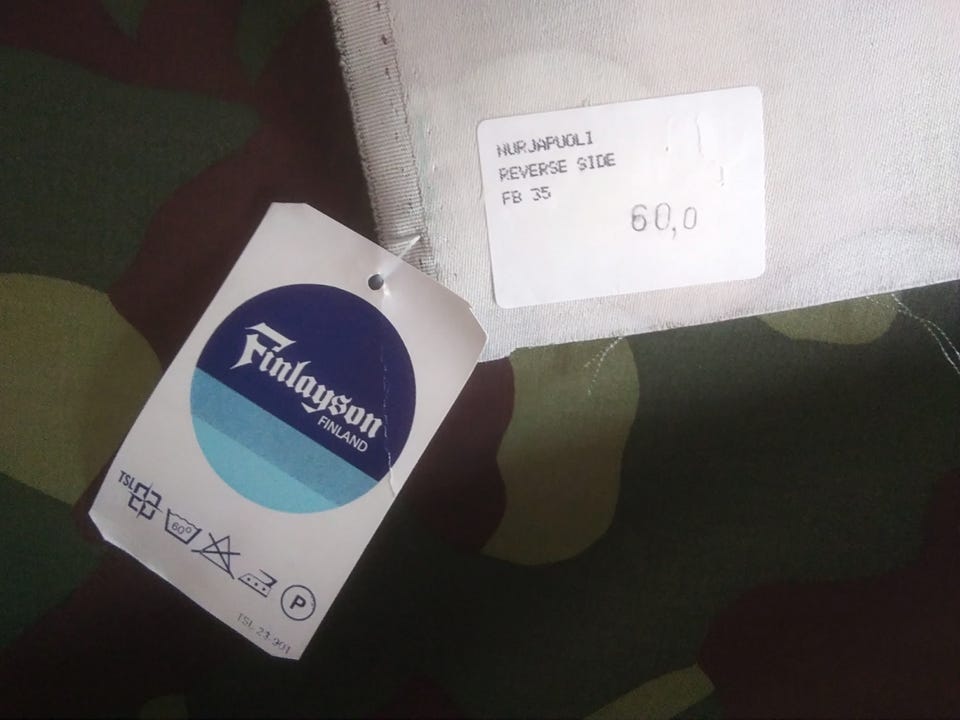 NURJAPUOLI
REVERSE SIDE
FB 35
60,0
Finlayson
FINLAND
TSL
60°
P
TSL 23-901